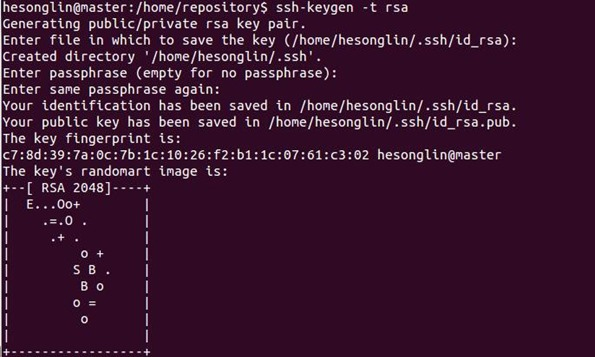 hesonglin@master:/home/repository$ ssh-keygen -t rsa
Generating public/private rsa key pair.
Enter file in which to save the key (/home/hesonglin/.ssh/id_rsa):
Created directory '/home/hesonglin/.ssh'.
Enter passphrase (empty for no passphrase):
Enter same passphrase again:
Your identification has been saved in /home/hesonglin/.ssh/id_rsa.
Your public key has been saved in /home/hesonglin/.ssh/id_rsa.pub.
The key fingerprint is:
c7:8d:39:7a:0c:7b:1c:10:26:f2:b1:1c:07:61:c3:02 hesonglin@master
The key's randomart image is:
+--[ RSA 2048]----+
|  E...Oo+        |
|    .=.O .       |
|     .+ .        |
|         o +     |
|        S B .    |
|         B o     |
|        o =      |
|         o       |
|                 |
+-----------------+